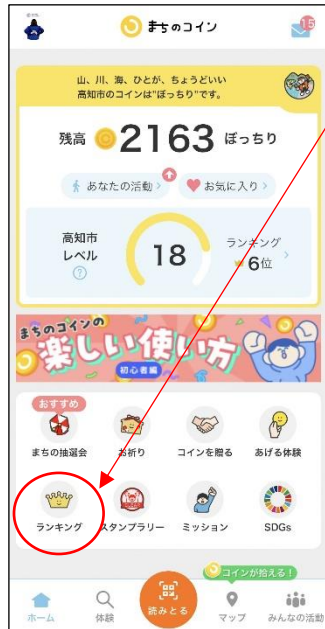 まちのコイン
15
山、川、海、ひとが、ちょうどいい
高知市のコインは"ぼっちり"です。
残高 2163 ぼっちり
あなたの活動 お気に入り
高知市
レベル
?
18
ランキング
6位
まちのコインの
楽しい使い方
初心者編
おすすめ
まちの抽選会 お祈り コインを贈る あげる体験
ランキング スタンプラリー ミッション SDGs
コインが拾える!
ホーム 体験 読みとる マップ みんなの活動